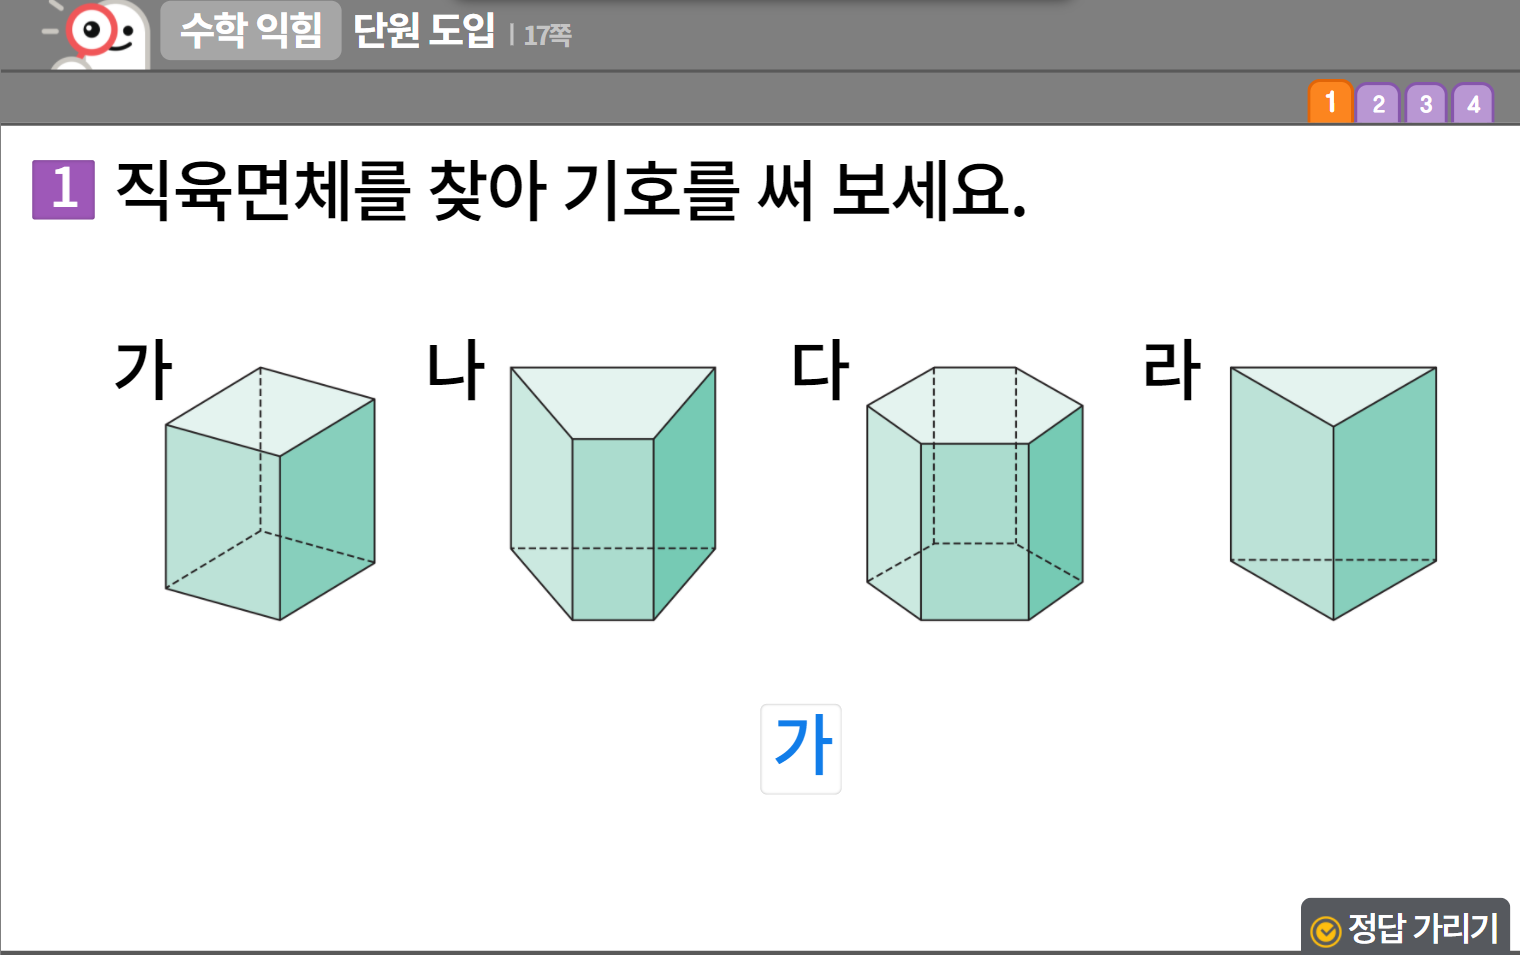 수학 익힘 단원 도입 | 17쪽
1 2 3 4
1 직육면체를 찾아 기호를 써 보세요.
가 나 다 라
가
정답 가리기